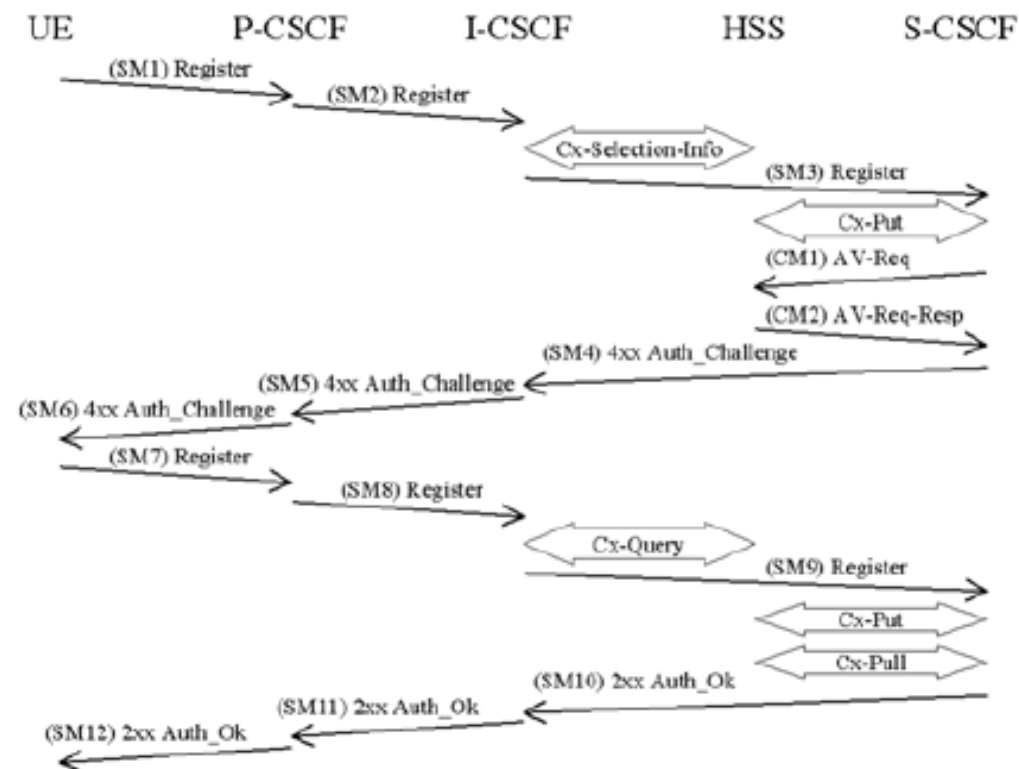 UE P-CSCF I-CSCF HSS S-CSCF
(SM1) Register
(SM2) Register
Cx-Selection-Info
(SM3) Register
Cx-Put
(CM1) AV-Req
(CM2) AV-Req-Resp
(SM4) 4xx Auth_Challenge
(SM5) 4xx Auth_Challenge
(SM6) 4xx Auth_Challenge
(SM7) Register
(SM8) Register
Cx-Query
(SM9) Register
Cx-Put
Cx-Pull
(SM10) 2xx Auth_Ok
(SM11) 2xx Auth_Ok
(SM12) 2xx Auth_Ok